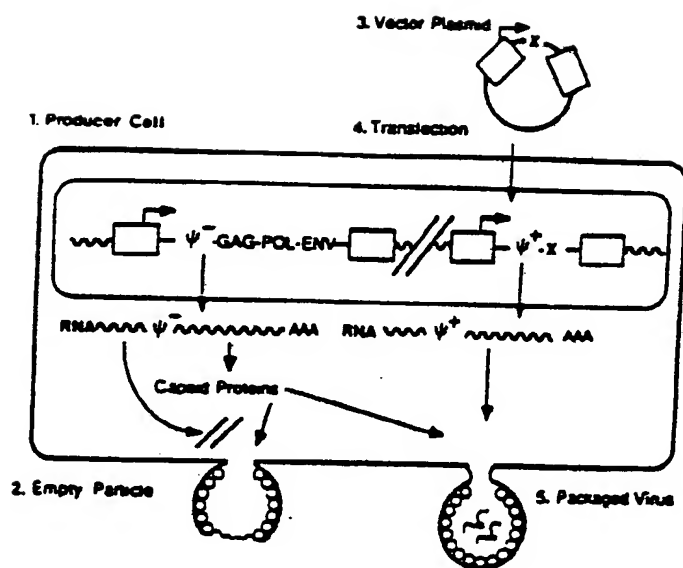 3. Vector Plasmid
X
1. Producer Cell
4. Transfection
ψ⁻-GAG-POL-ENV
ψ⁺-X
RNA ψ⁻ AAA
RNA ψ⁺ AAA
Capsid Proteins
2. Empty Particle
5. Packaged Virus